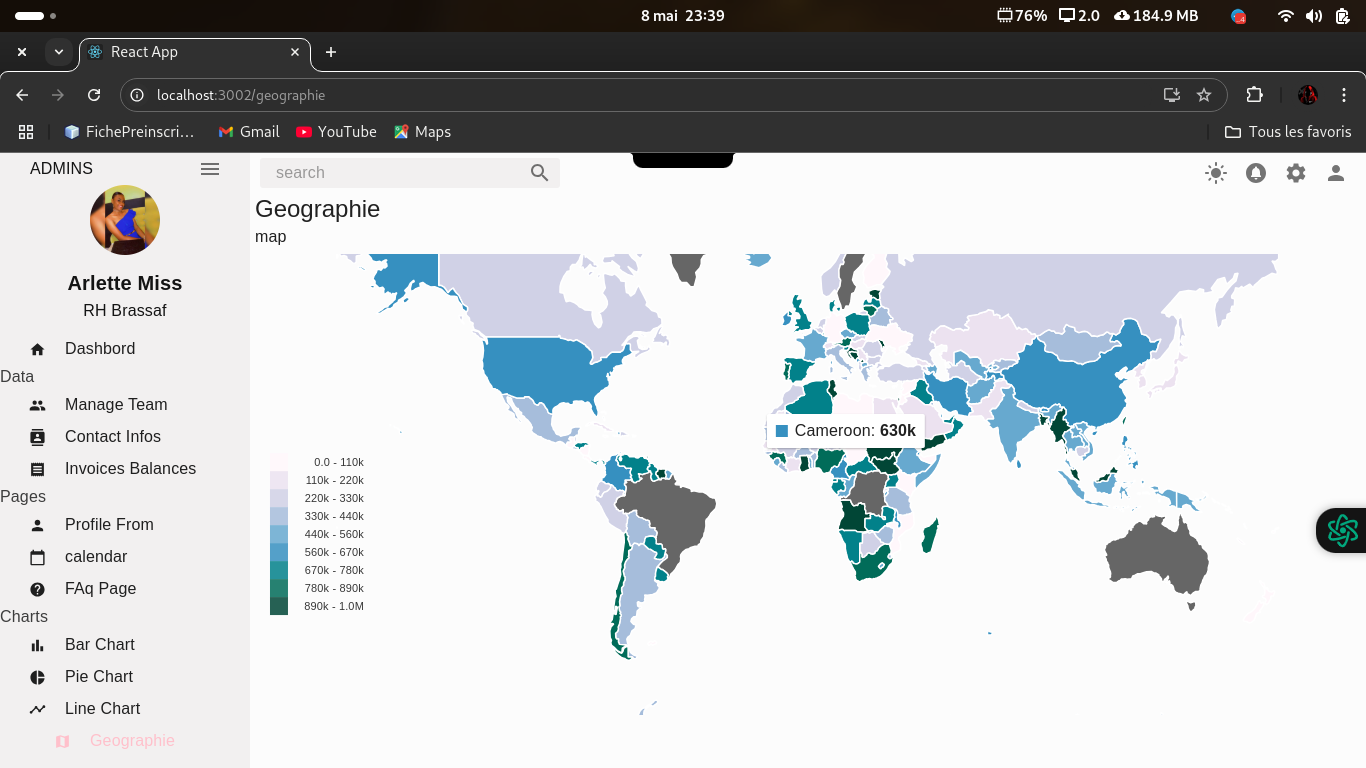 8 mai 23:39
76% 2.0 184.9 MB
React App
localhost:3002/geographie
FichePreinscri... Gmail YouTube Maps Tous les favoris
ADMINS
search
Arlette Miss
RH Brassaf
Dashbord
Data
Manage Team
Contact Infos
Invoices Balances
Pages
Profile From
calendar
FAq Page
Charts
Bar Chart
Pie Chart
Line Chart
Geographie
Geographie
map
Cameroon: 630k
0.0 - 110k
110k - 220k
220k - 330k
330k - 440k
440k - 560k
560k - 670k
670k - 780k
780k - 890k
890k - 1.0M